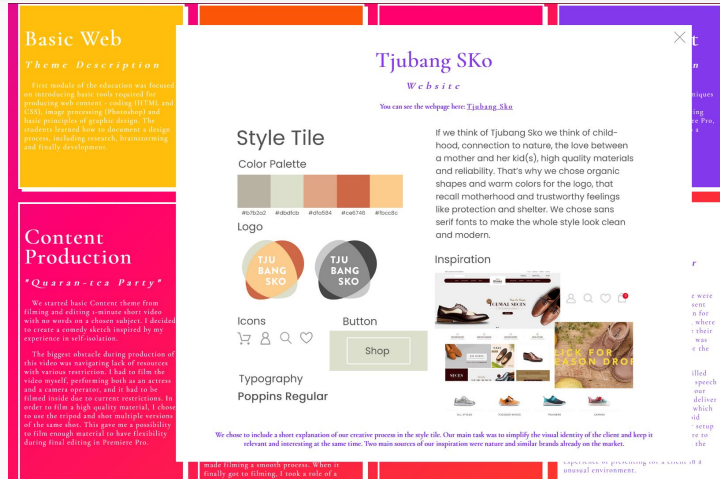 Basic Web
Theme Description
First module of the education was focused
on introducing basic tools required for
producing web content - coding (HTML and
CSS), image processing (Photoshop) and
basic principles of graphic design. The
students learned how to document a design
process, including research, brainstorming
and finally development.
Content
Production
"Quaran-tea Party"
We started basic Content theme from
filming and editing 1-minute short video
with no words on a chosen subject. I decided
to create a comedy sketch inspired by my
experience in self-isolation.
The biggest obstacle during production of
this video was navigating lack of resources
with various restriction. I had to film the
video myself, performing both as an actress
and a camera operator, and it had to be
filmed inside due to current restrictions. In
order to film a high quality material, I chose
to use the tripod and shot multiple versions
of the same shot. This gave me a possibility
to film enough material to have flexibility
during final editing in Premiere Pro.
Tjubang SKo
Website
You can see the webpage here: Tjubang Sko
Style Tile
Color Palette
#b7b2a2 #dbdfcb #dfa584 #ce6746 #fbcc8c
Logo
TJU
BANG
SKO
TJU
BANG
SKO
Icons
Button
Shop
Typography
Poppins Regular
If we think of Tjubang Sko we think of child-
hood, connection to nature, the love between
a mother and her kid(s), high quality materials
and reliability. That's why we chose organic
shapes and warm colors for the logo, that
recall motherhood and trustworthy feelings
like protection and shelter. We chose sans
serif fonts to make the whole style look clean
and modern.
Inspiration
CLICK FOR
SEASON DROP
We chose to include a short explanation of our creative process in the style tile. Our main task was to simplify the visual identity of the client and keep it
relevant and interesting at the same time. Two main sources of our inspiration were nature and similar brands already on the market.
made filming a smooth process. When it
finally got to filming, I took a role of a
experience of presenting for a client in a
unusual environment.